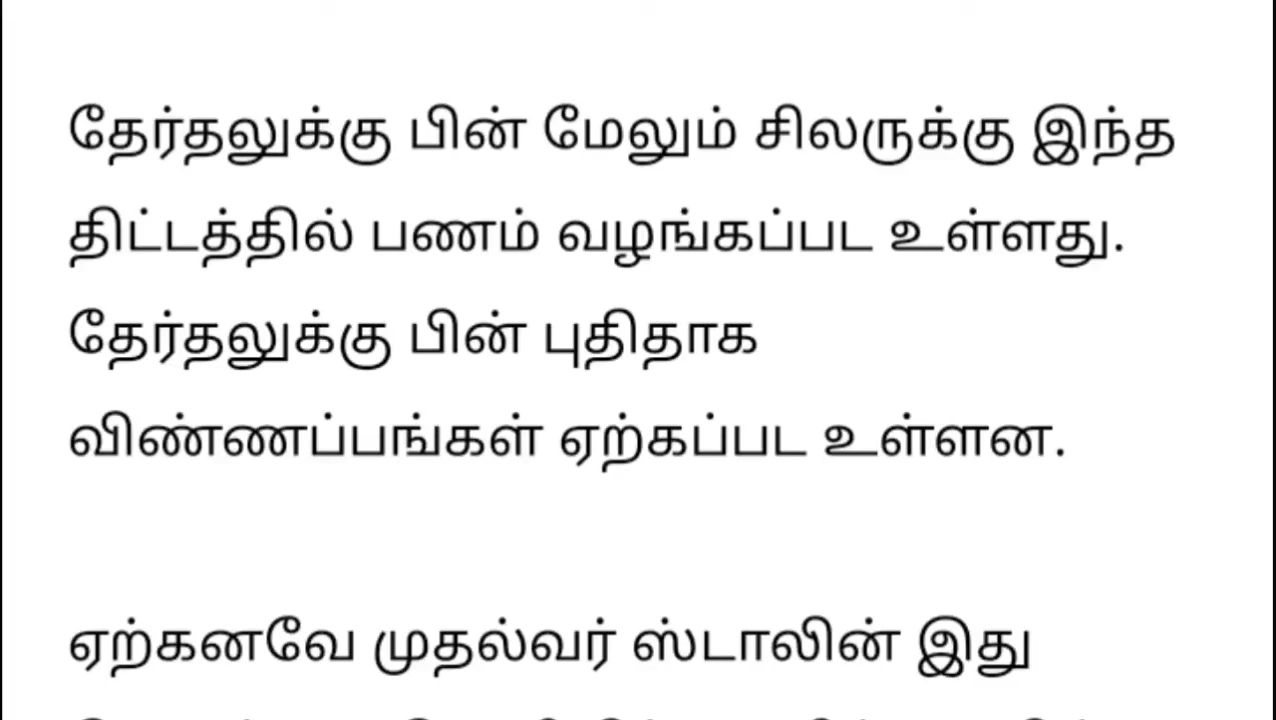 தேர்தலுக்கு பின் மேலும் சிலருக்கு இந்த
திட்டத்தில் பணம் வழங்கப்பட உள்ளது.
தேர்தலுக்கு பின் புதிதாக
விண்ணப்பங்கள் ஏற்கப்பட உள்ளன.
ஏற்கனவே முதல்வர் ஸ்டாலின் இது